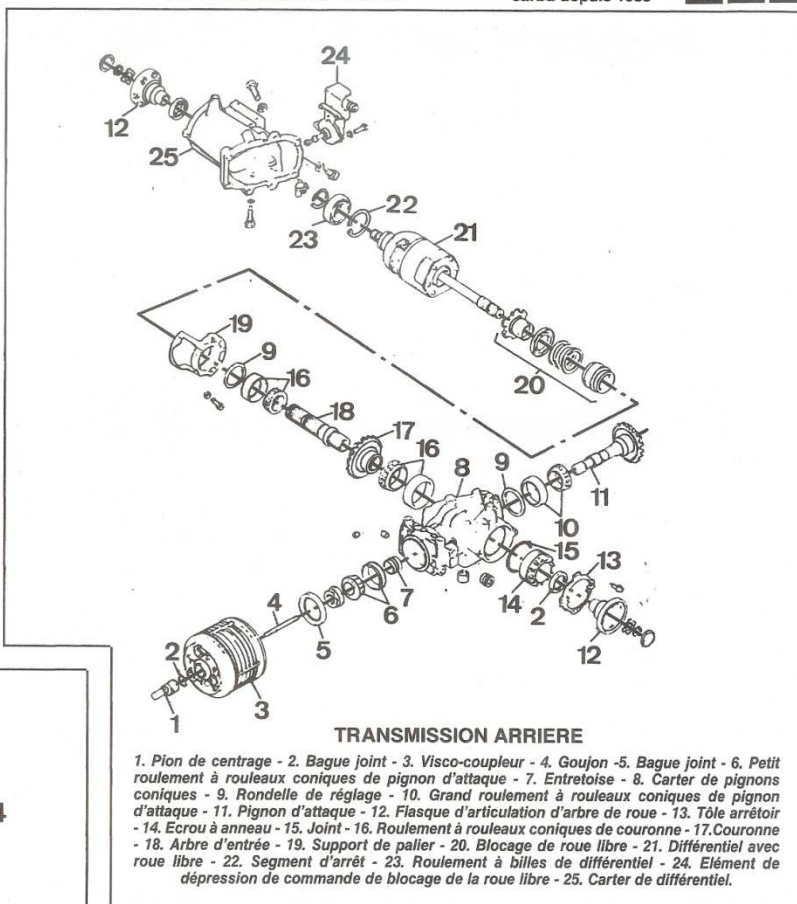 carbu depuis
24
12
25
22
23
21
19
9
16
20
18
17
16
8
9
11
10
15
13
7
14
2
4
6
12
5
2
1
3
TRANSMISSION ARRIERE
1. Pion de centrage - 2. Bague joint - 3. Visco-coupleur - 4. Goujon -5. Bague joint - 6. Petit
roulement à rouleaux coniques de pignon d'attaque - 7. Entretoise - 8. Carter de pignons
coniques - 9. Rondelle de réglage - 10. Grand roulement à rouleaux coniques de pignon
d'attaque - 11. Pignon d'attaque - 12. Flasque d'articulation d'arbre de roue - 13. Tôle arrêtoir
- 14. Ecrou à anneau - 15. Joint - 16. Roulement à rouleaux coniques de couronne - 17.Couronne
- 18. Arbre d'entrée - 19. Support de palier - 20. Blocage de roue libre - 21. Différentiel avec
roue libre - 22. Segment d'arrêt - 23. Roulement à billes de différentiel - 24. Elément de
dépression de commande de blocage de la roue libre - 25. Carter de différentiel.